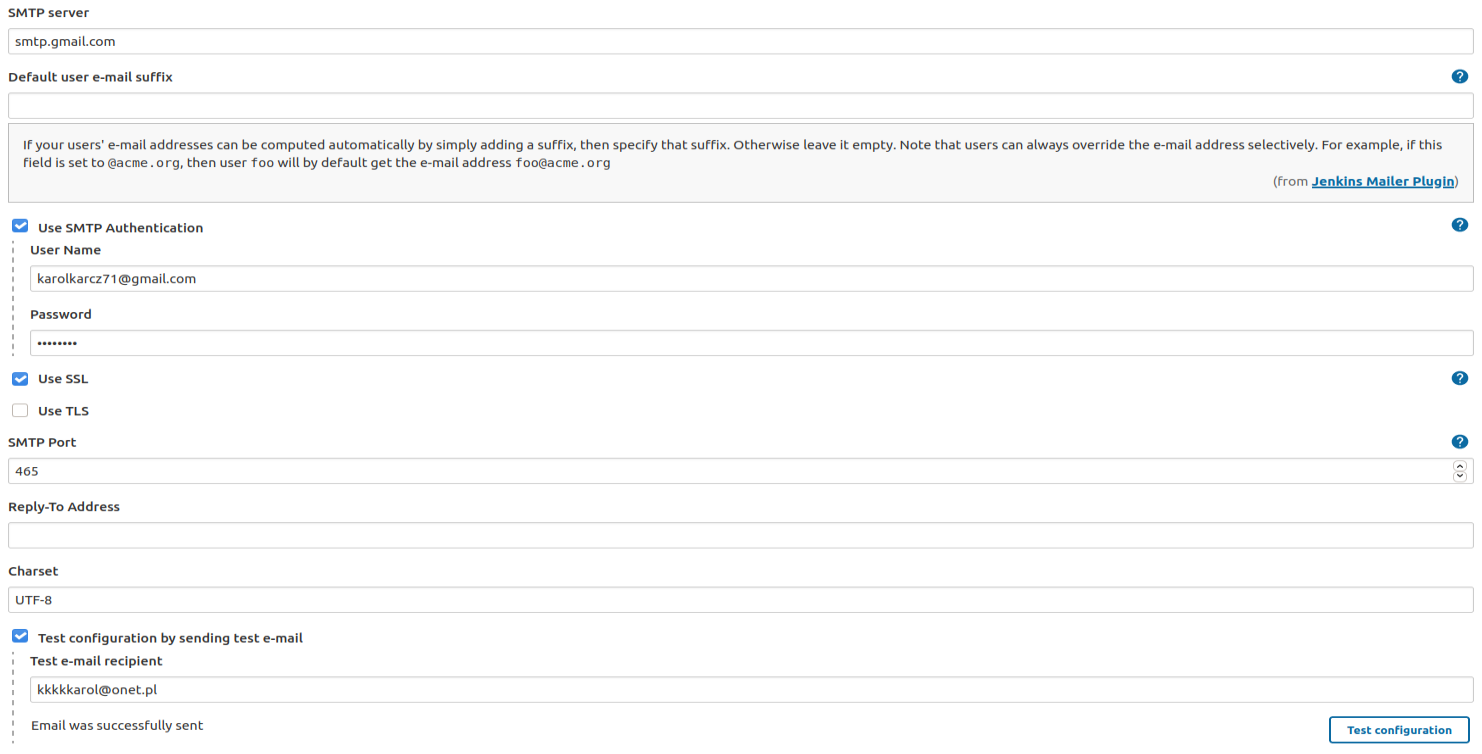 SMTP server
smtp.gmail.com
Default user e-mail suffix
If your users' e-mail addresses can be computed automatically by simply adding a suffix, then specify that suffix. Otherwise leave it empty. Note that users can always override the e-mail address selectively. For example, if this
field is set to @acme.org, then user foo will by default get the e-mail address foo@acme.org
(from Jenkins Mailer Plugin)
Use SMTP Authentication
User Name
karolkarcz71@gmail.com
Password
••••••••
Use SSL
Use TLS
SMTP Port
465
Reply-To Address
Charset
UTF-8
Test configuration by sending test e-mail
Test e-mail recipient
kkkkkarol@onet.pl
Email was successfully sent
Test configuration